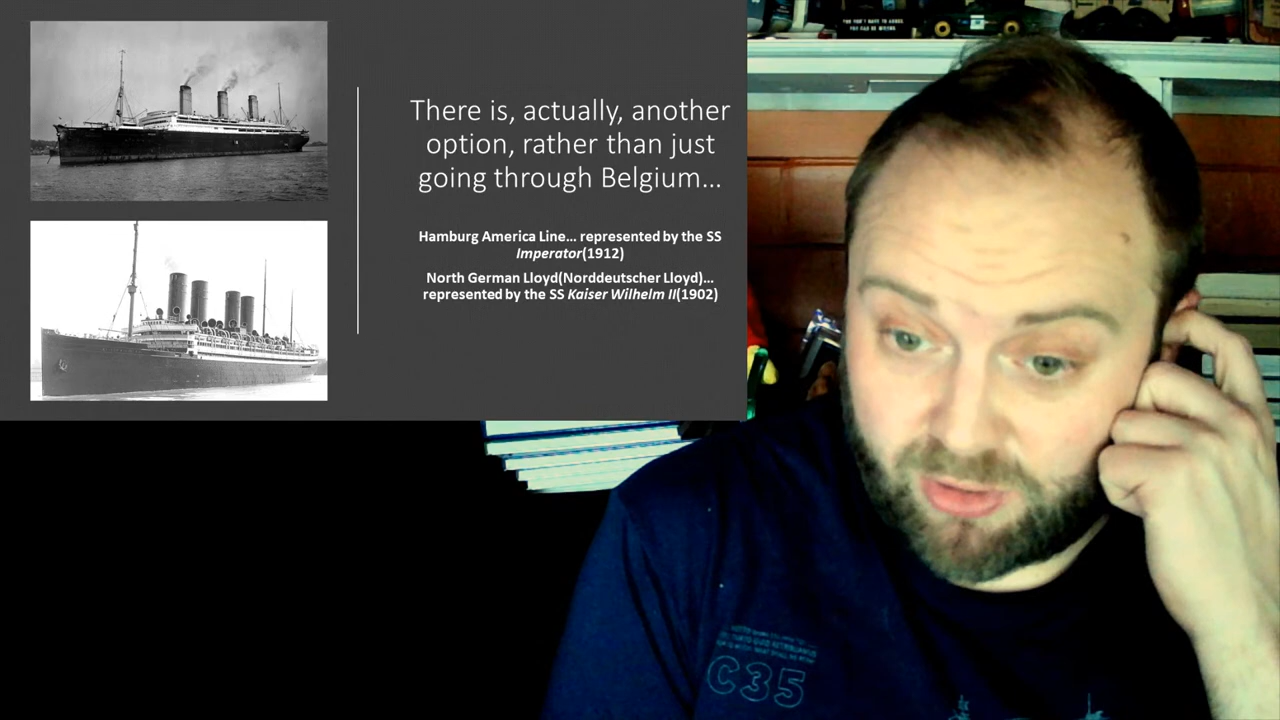 There is, actually, another
option, rather than just
going through Belgium...
Hamburg America Line... represented by the SS
Imperator(1912)
North German Lloyd(Norddeutscher Lloyd)...
represented by the SS Kaiser Wilhelm II(1902)
C35